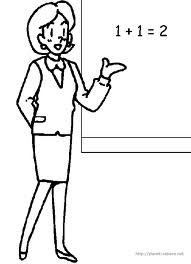 1 + 1 = 2